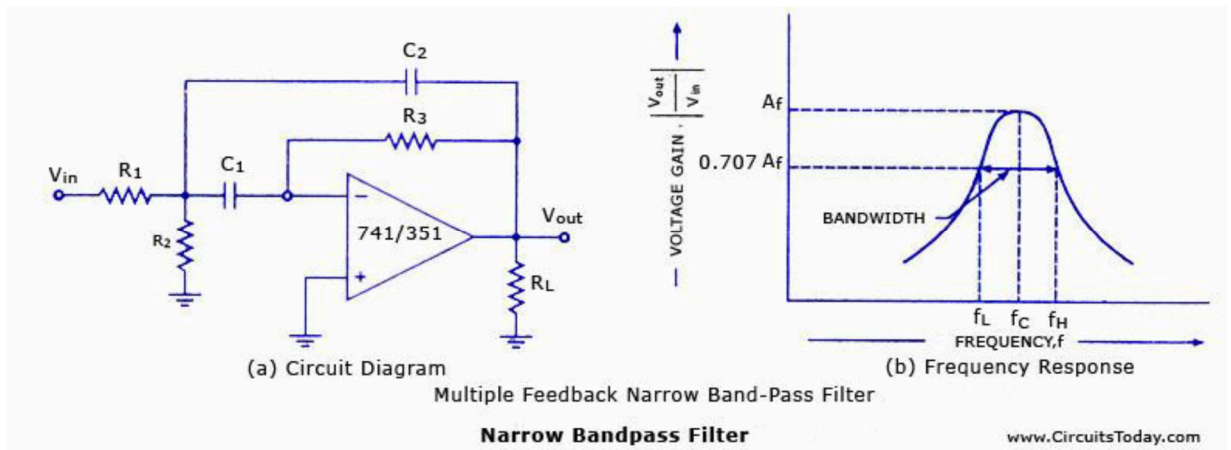 C2
R3
Vin
R1
C1
R2
−
741/351
+
Vout
RL
(a) Circuit Diagram
— VOLTAGE GAIN, | Vout / Vin | →
Af
0.707 Af
BANDWIDTH
fL fC fH
FREQUENCY,f
(b) Frequency Response
Multiple Feedback Narrow Band-Pass Filter
Narrow Bandpass Filter
www.CircuitsToday.com